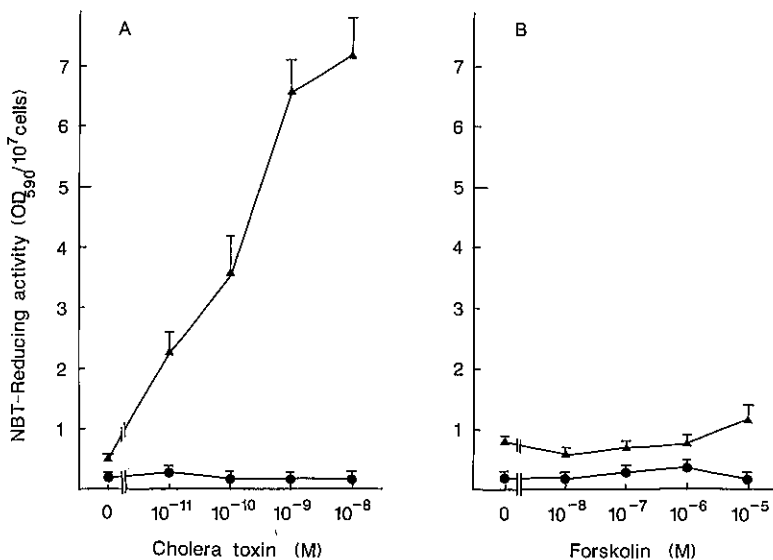 A
B
NBT-Reducing activity (OD₅₉₀/10⁷cells)
7
6
5
4
3
2
1
7
6
5
4
3
2
1
0 10⁻¹¹ 10⁻¹⁰ 10⁻⁹ 10⁻⁸
0 10⁻⁸ 10⁻⁷ 10⁻⁶ 10⁻⁵
Cholera toxin (M)
Forskolin (M)